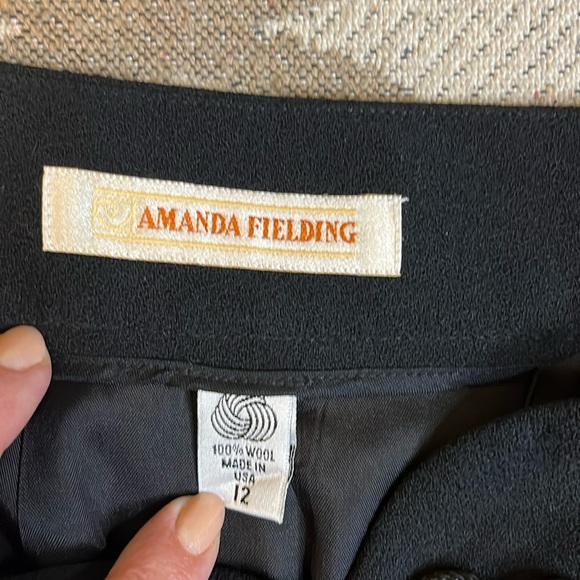 AMANDA FIELDING
100% WOOL
MADE IN
USA
12